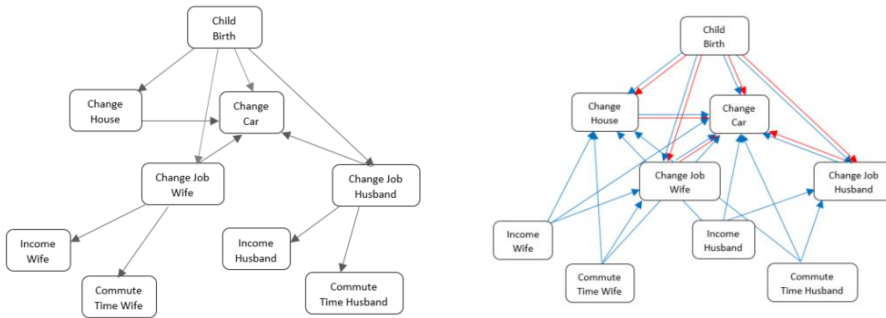 Child
Birth
Change
House
Change
Car
Change Job
Wife
Change Job
Husband
Income
Wife
Income
Husband
Commute
Time Wife
Commute
Time Husband
Child
Birth
Change
House
Change
Car
Change Job
Wife
Change Job
Husband
Income
Wife
Income
Husband
Commute
Time Wife
Commute
Time Husband